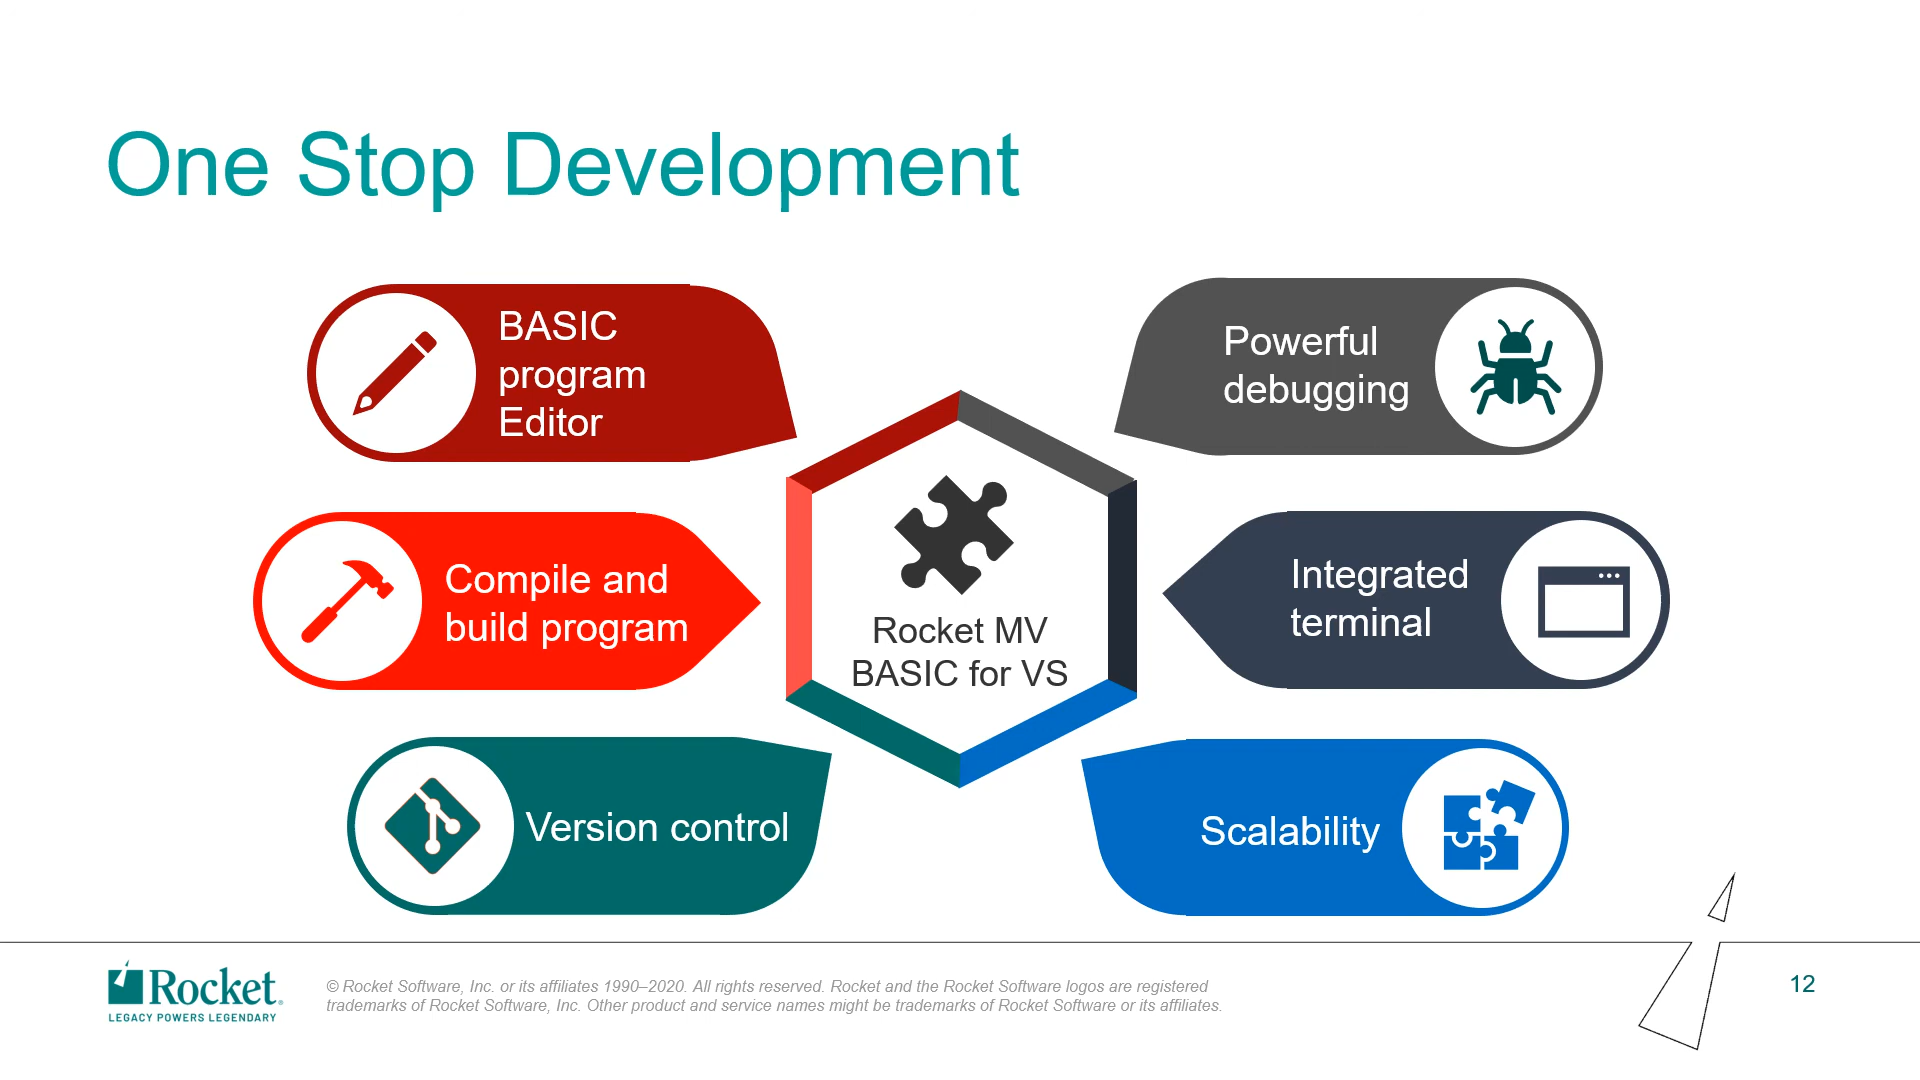 One Stop Development
BASIC
program
Editor
Compile and
build program
Version control
Rocket MV
BASIC for VS
Powerful
debugging
Integrated
terminal
Scalability
Rocket.
LEGACY POWERS LEGENDARY
© Rocket Software, Inc. or its affiliates 1990–2020. All rights reserved. Rocket and the Rocket Software logos are registered
trademarks of Rocket Software, Inc. Other product and service names might be trademarks of Rocket Software or its affiliates.
12